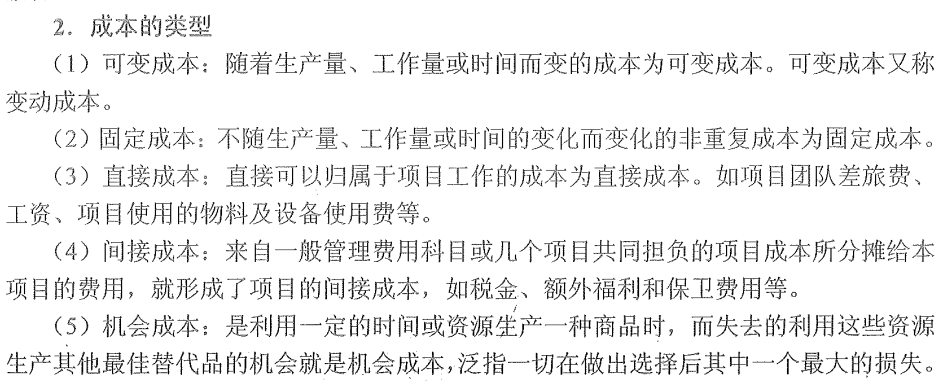 2．成本的类型
（1）可变成本：随着生产量、工作量或时间而变的成本为可变成本。可变成本又称
变动成本。
（2）固定成本：不随生产量、工作量或时间的变化而变化的非重复成本为固定成本。
（3）直接成本：直接可以归属于项目工作的成本为直接成本。如项目团队差旅费、
工资、项目使用的物料及设备使用费等。
（4）间接成本：来自一般管理费用科目或几个项目共同担负的项目成本所分摊给本
项目的费用，就形成了项目的间接成本，如税金、额外福利和保卫费用等。
（5）机会成本：是利用一定的时间或资源生产一种商品时，而失去的利用这些资源
生产其他最佳替代品的机会就是机会成本，泛指一切在做出选择后其中一个最大的损失。